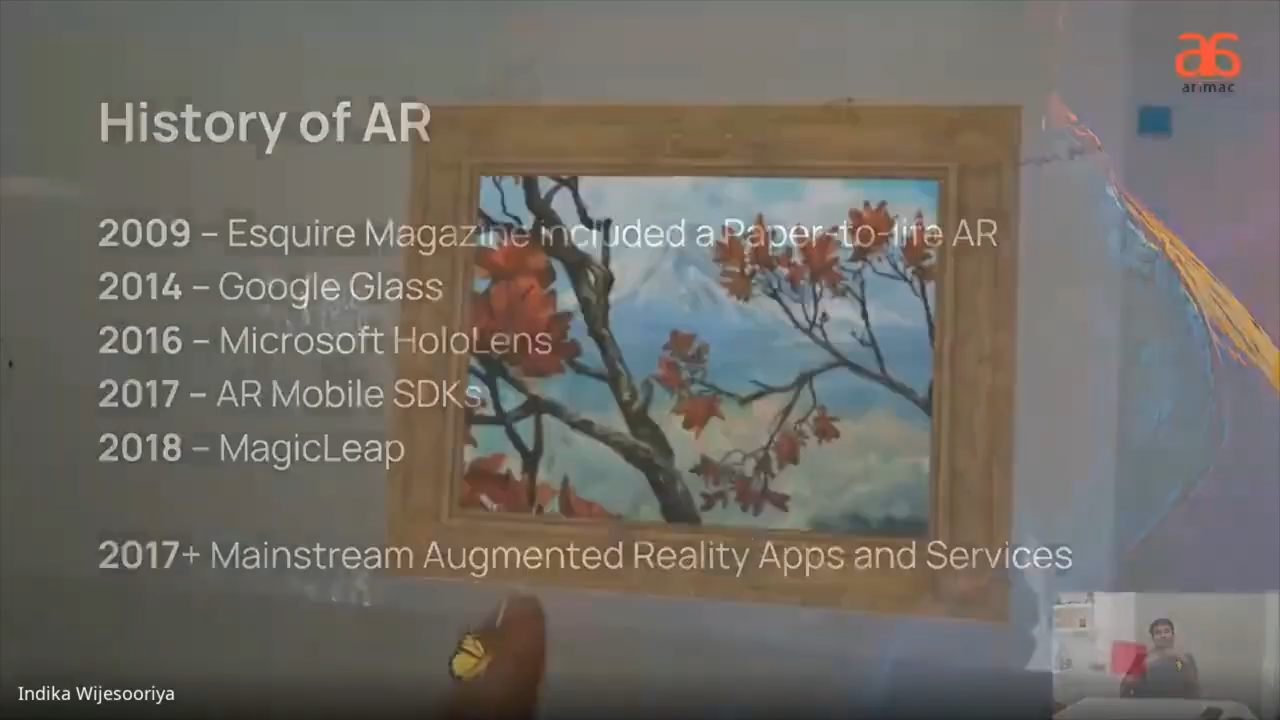 arimac
History of AR
2009 – Esquire Magazine included a Paper-to-life AR
2014 – Google Glass
2016 – Microsoft HoloLens
2017 – AR Mobile SDKs
2018 – MagicLeap
2017+ Mainstream Augmented Reality Apps and Services
Indika Wijesooriya